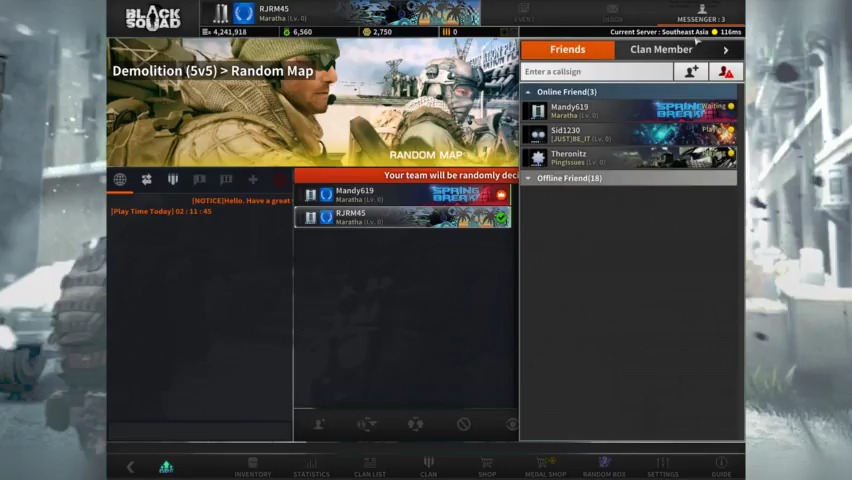 BLACK SQUAD
RJRM45
Maratha (Lv. 0)
EVENT
INBOX
MESSENGER : 3
4,241,918
6,560
2,750
0
Current Server : Southeast Asia 116ms
Demolition (5v5) > Random Map
RANDOM MAP
Friends
Clan Member
Enter a callsign
Online Friend(3)
Mandy619
Maratha (Lv. 0)
SPRING BREAK
Waiting
Sid1230
[JUST]BE_IT (Lv. 0)
Theronitz
PingIssues (Lv. 0)
Offline Friend(18)
Your team will be randomly deci
[NOTICE]Hello. Have a great
[Play Time Today] 02 : 11 : 45
Mandy619
Maratha (Lv. 0)
SPRING BREAK
RJRM45
Maratha (Lv. 0)
INVENTORY
STATISTICS
CLAN LIST
CLAN
SHOP
MEDAL SHOP
RANDOM BOX
SETTINGS
GUIDE